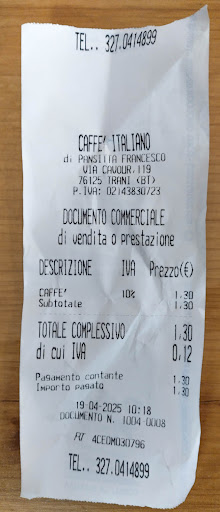 TEL.. 327.0414899
CAFFE' ITALIANO
di PANSITTA FRANCESCO
VIA CAVOUR,119
76125 TRANI (BT)
P.IVA: 02143830723
DOCUMENTO COMMERCIALE
di vendita o prestazione
DESCRIZIONE IVA Prezzo(€)
CAFFE' 10% 1,30
Subtotale 1,30
TOTALE COMPLESSIVO 1,30
di cui IVA 0,12
Pagamento contante 1,30
Importo pagato 1,30
19-04-2025 10:18
DOCUMENTO N. 1004-0008
RT 4CEDM030796
TEL.. 327.0414899